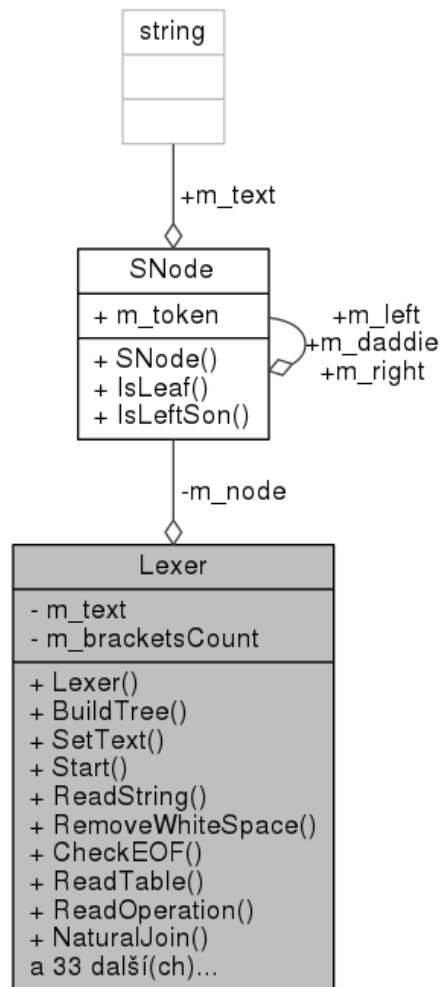 string
+m_text
SNode
+ m_token
+m_left
+m_daddie
+m_right
+ SNode()
+ IsLeaf()
+ IsLeftSon()
-m_node
Lexer
- m_text
- m_bracketsCount
+ Lexer()
+ BuildTree()
+ SetText()
+ Start()
+ ReadString()
+ RemoveWhiteSpace()
+ CheckEOF()
+ ReadTable()
+ ReadOperation()
+ NaturalJoin()
a 33 další(ch)...